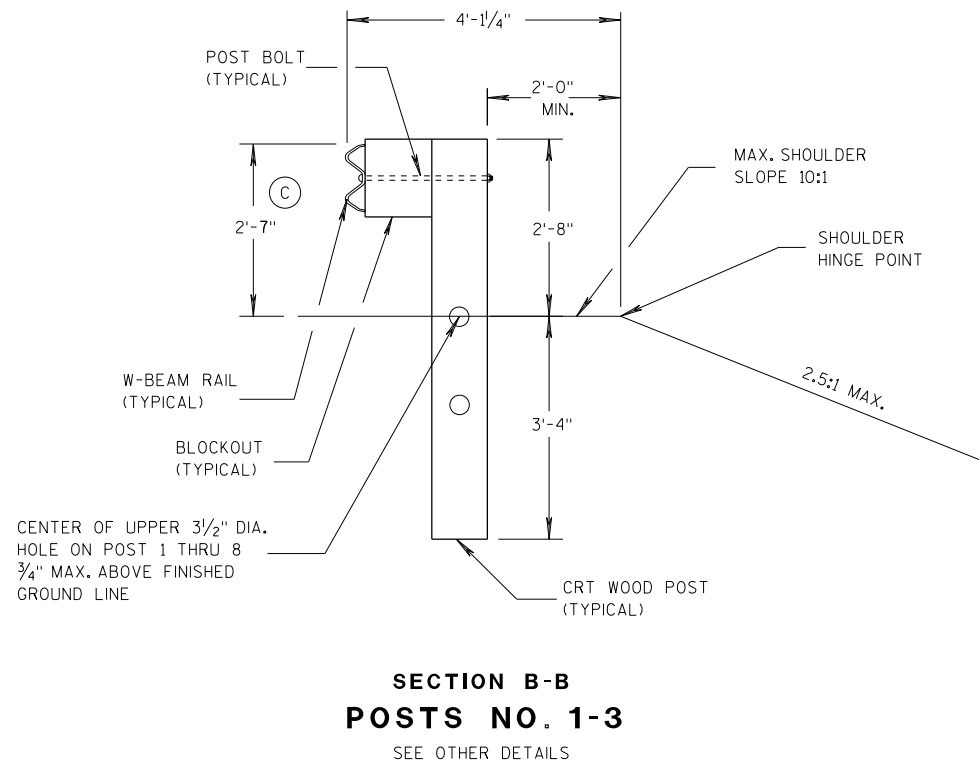 4'-1¼"
POST BOLT
(TYPICAL)
2'-0"
MIN.
MAX. SHOULDER
SLOPE 10:1
C
2'-7"
2'-8"
SHOULDER
HINGE POINT
W-BEAM RAIL
(TYPICAL)
2.5:1 MAX.
3'-4"
BLOCKOUT
(TYPICAL)
CENTER OF UPPER 3½" DIA.
HOLE ON POST 1 THRU 8
¾" MAX. ABOVE FINISHED
GROUND LINE
CRT WOOD POST
(TYPICAL)
SECTION B-B
POSTS NO. 1-3
SEE OTHER DETAILS